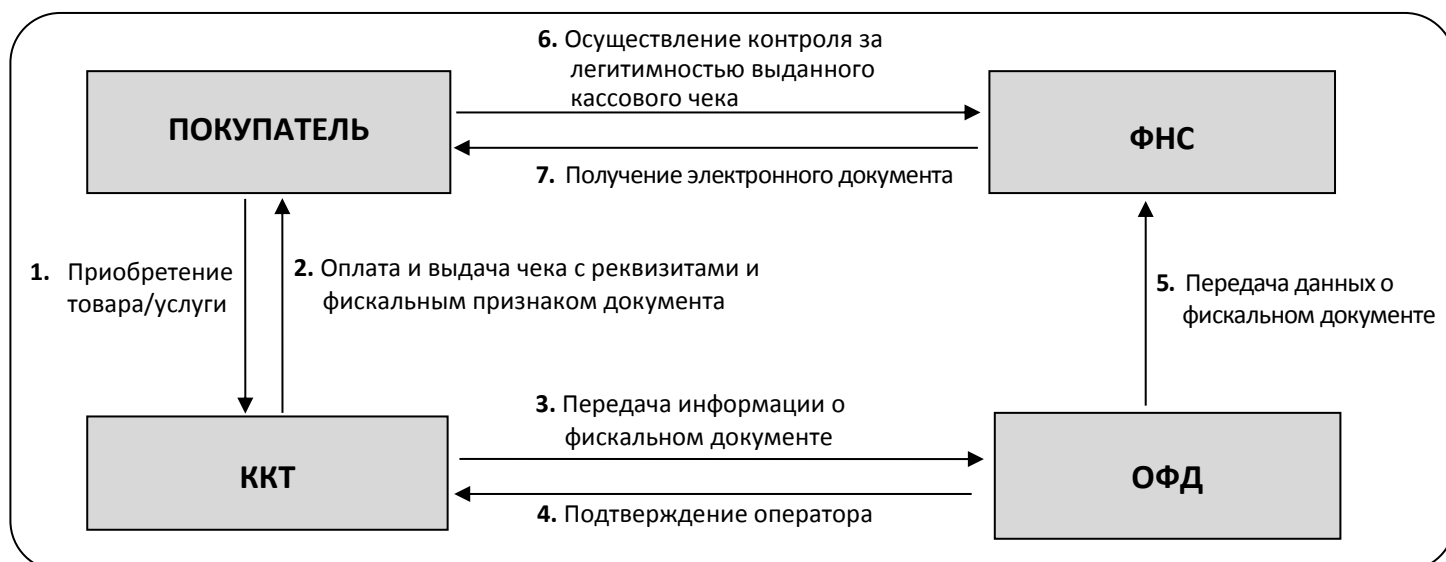 6. Осуществление контроля за
легитимностью выданного
кассового чека
ПОКУПАТЕЛЬ
ФНС
7. Получение электронного документа
1. Приобретение
товара/услуги
2. Оплата и выдача чека с реквизитами и
фискальным признаком документа
5. Передача данных о
фискальном документе
3. Передача информации о
фискальном документе
ККТ
ОФД
4. Подтверждение оператора